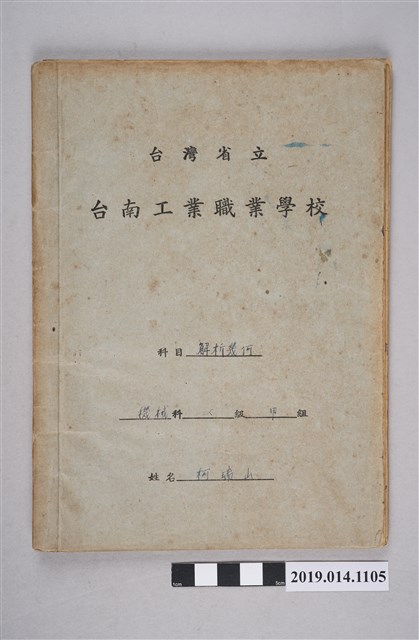 台灣省立
台南工業職業學校
科目 解析幾何
機械科 級 甲 組
姓名 柯
5cm 5cm
2019.014.1105